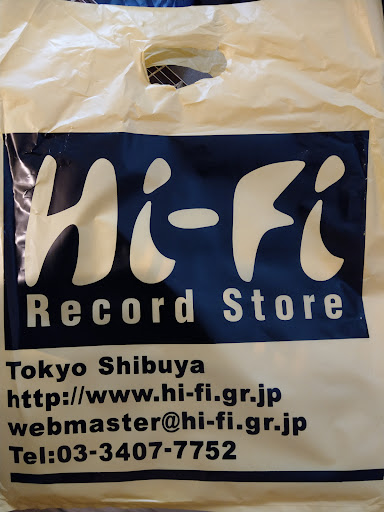 Hi-Fi
Record Store
Tokyo Shibuya
http://www.hi-fi.gr.jp
webmaster@hi-fi.gr.jp
Tel:03-3407-7752